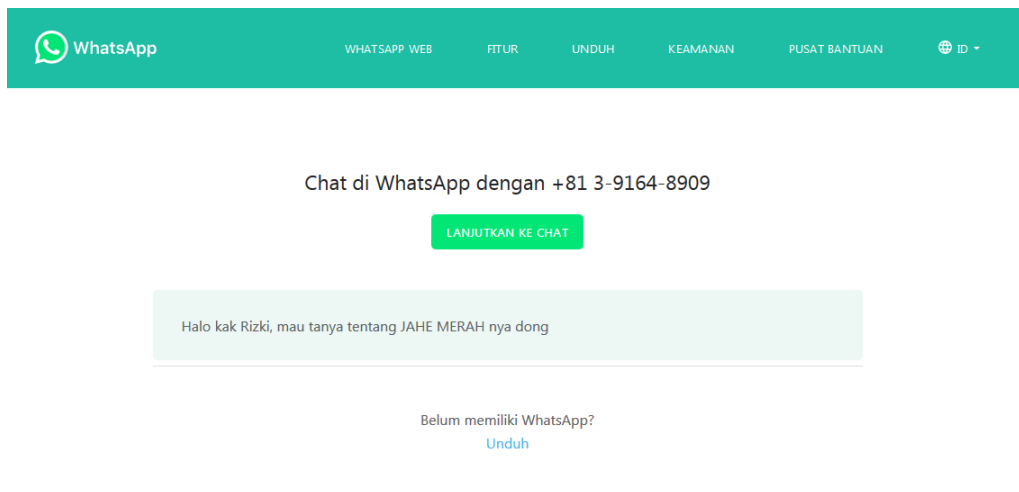 WhatsApp
WHATSAPP WEB
FITUR
UNDUH
KEAMANAN
PUSAT BANTUAN
ID
Chat di WhatsApp dengan +81 3-9164-8909
LANJUTKAN KE CHAT
Halo kak Rizki, mau tanya tentang JAHE MERAH nya dong
Belum memiliki WhatsApp?
Unduh